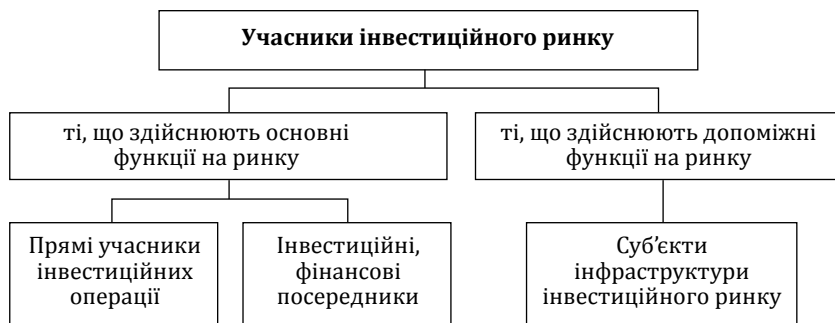 Учасники інвестиційного ринку
ті, що здійснюють основні
функції на ринку
ті, що здійснюють допоміжні
функції на ринку
Прямі учасники
інвестиційних
операції
Інвестиційні,
фінансові
посередники
Суб’єкти
інфраструктури
інвестиційного ринку